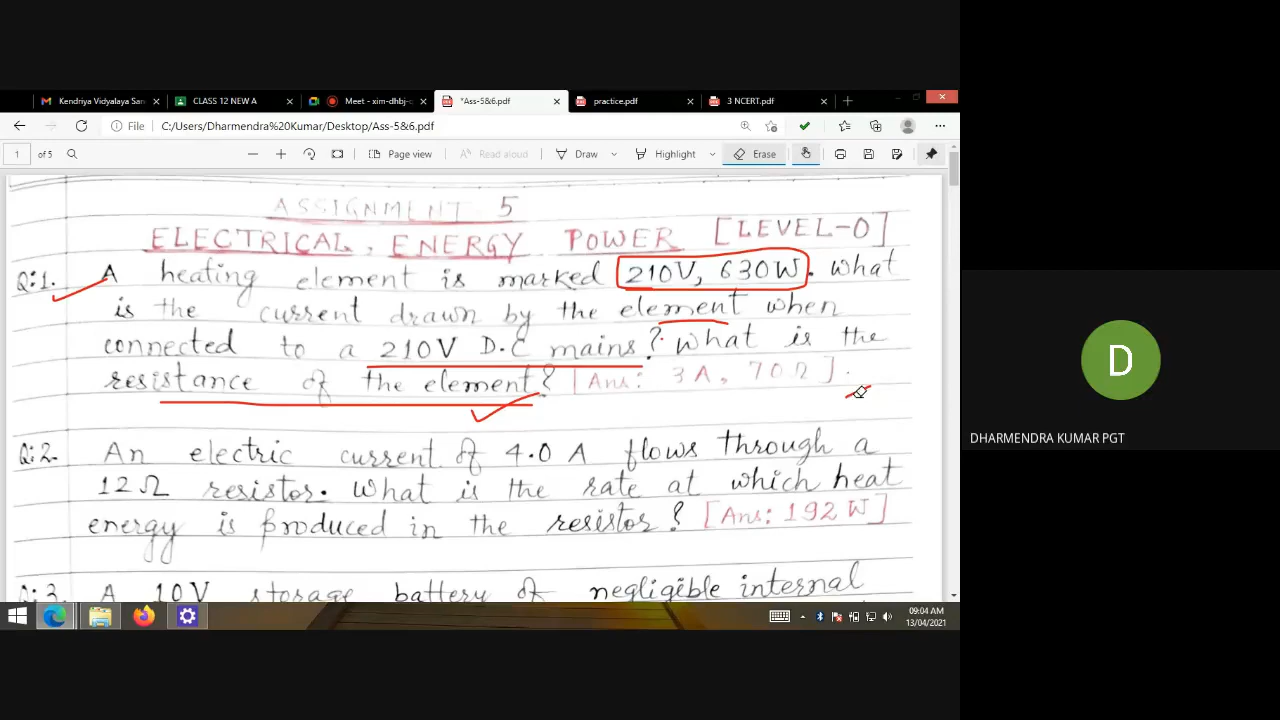 Kendriya Vidyalaya San
CLASS 12 NEW A
Meet - xim-dhbj-c
*Ass-5&6.pdf
practice.pdf
3 NCERT.pdf
File C:/Users/Dharmendra%20Kumar/Desktop/Ass-5&6.pdf
1 of 5 Page view Read aloud Draw Highlight Erase
ASSIGNMENT 5
ELECTRICAL, ENERGY POWER [LEVEL-0]
Q:1. A heating element is marked 210V, 630W. What
is the current drawn by the element when
connected to a 210V D.C mains? What is the
resistance of the element? [Ans: 3A, 70Ω].
Q:2. An electric current of 4.0 A flows through a
12Ω resistor. What is the rate at which heat
energy is produced in the resistor? [Ans: 192 W]
Q:3. A 10V storage battery of negligible internal
09:04 AM
13/04/2021
D
DHARMENDRA KUMAR PGT